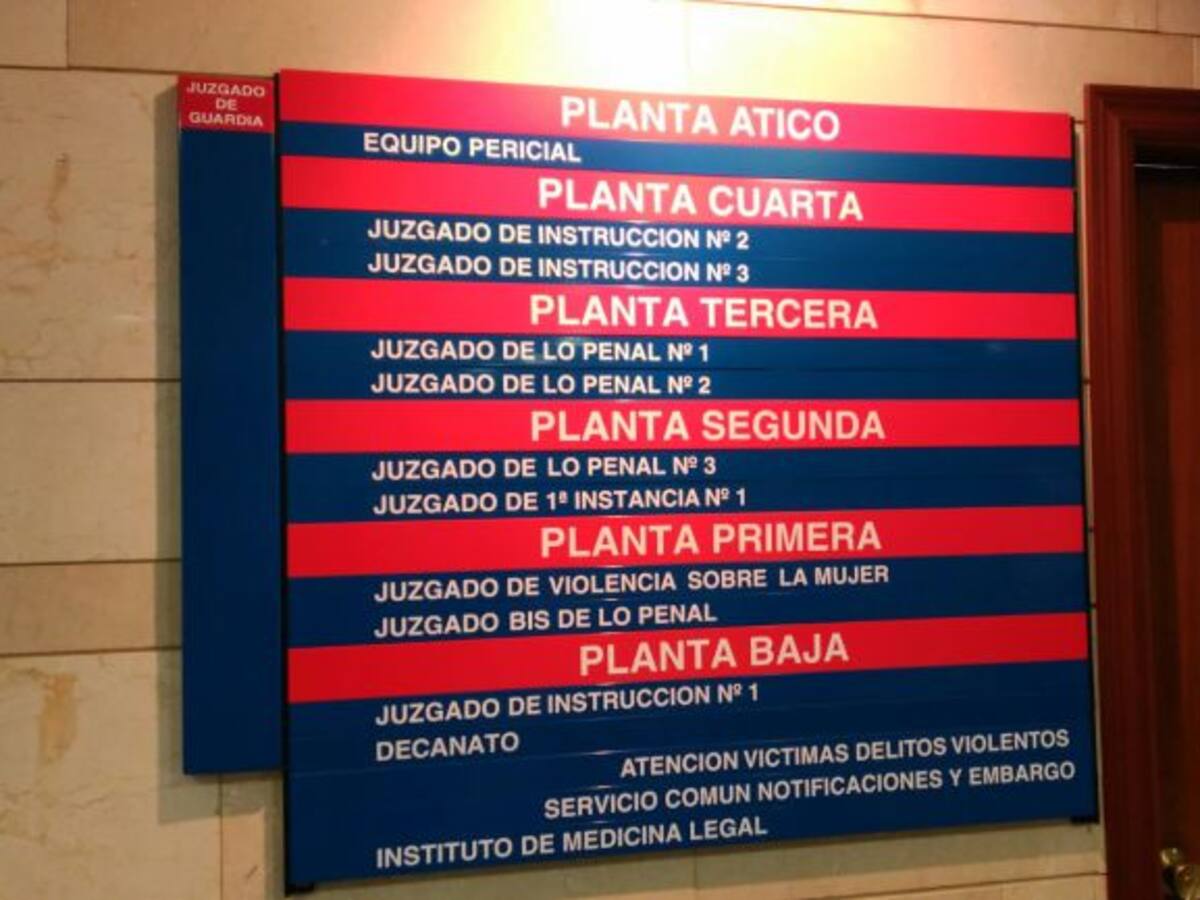 JUZGADO
DE
GUARDIA
PLANTA ATICO
EQUIPO PERICIAL
PLANTA CUARTA
JUZGADO DE INSTRUCCION Nº 2
JUZGADO DE INSTRUCCION Nº 3
PLANTA TERCERA
JUZGADO DE LO PENAL Nº 1
JUZGADO DE LO PENAL Nº 2
PLANTA SEGUNDA
JUZGADO DE LO PENAL Nº 3
JUZGADO DE 1ª INSTANCIA Nº 1
PLANTA PRIMERA
JUZGADO DE VIOLENCIA SOBRE LA MUJER
JUZGADO BIS DE LO PENAL
PLANTA BAJA
JUZGADO DE INSTRUCCION Nº 1
DECANATO
ATENCION VICTIMAS DELITOS VIOLENTOS
SERVICIO COMUN NOTIFICACIONES Y EMBARGO
INSTITUTO DE MEDICINA LEGAL